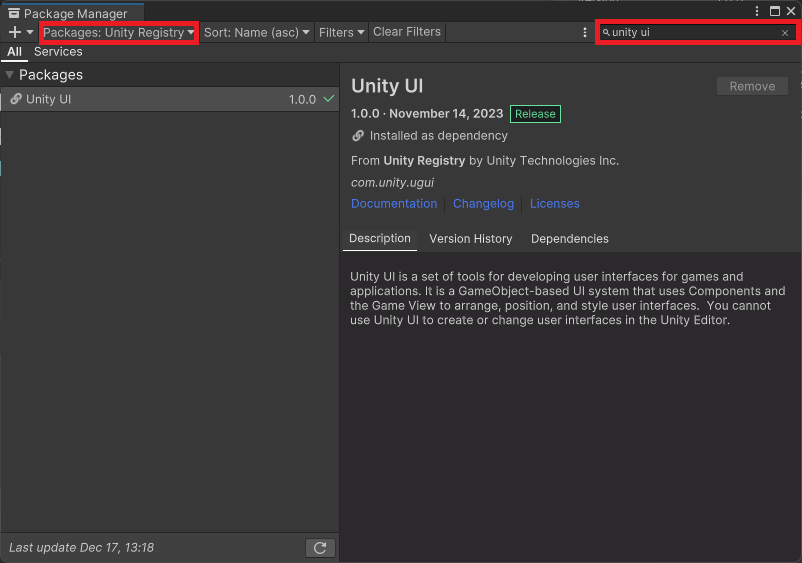 Package Manager
Packages: Unity Registry
Sort: Name (asc)
Filters
Clear Filters
unity ui
All
Services
Packages
Unity UI
1.0.0
Unity UI
Remove
1.0.0 · November 14, 2023
Release
Installed as dependency
From Unity Registry by Unity Technologies Inc.
com.unity.ugui
Documentation
Changelog
Licenses
Description
Version History
Dependencies
Unity UI is a set of tools for developing user interfaces for games and
applications. It is a GameObject-based UI system that uses Components and
the Game View to arrange, position, and style user interfaces.  You cannot
use Unity UI to create or change user interfaces in the Unity Editor.
Last update Dec 17, 13:18